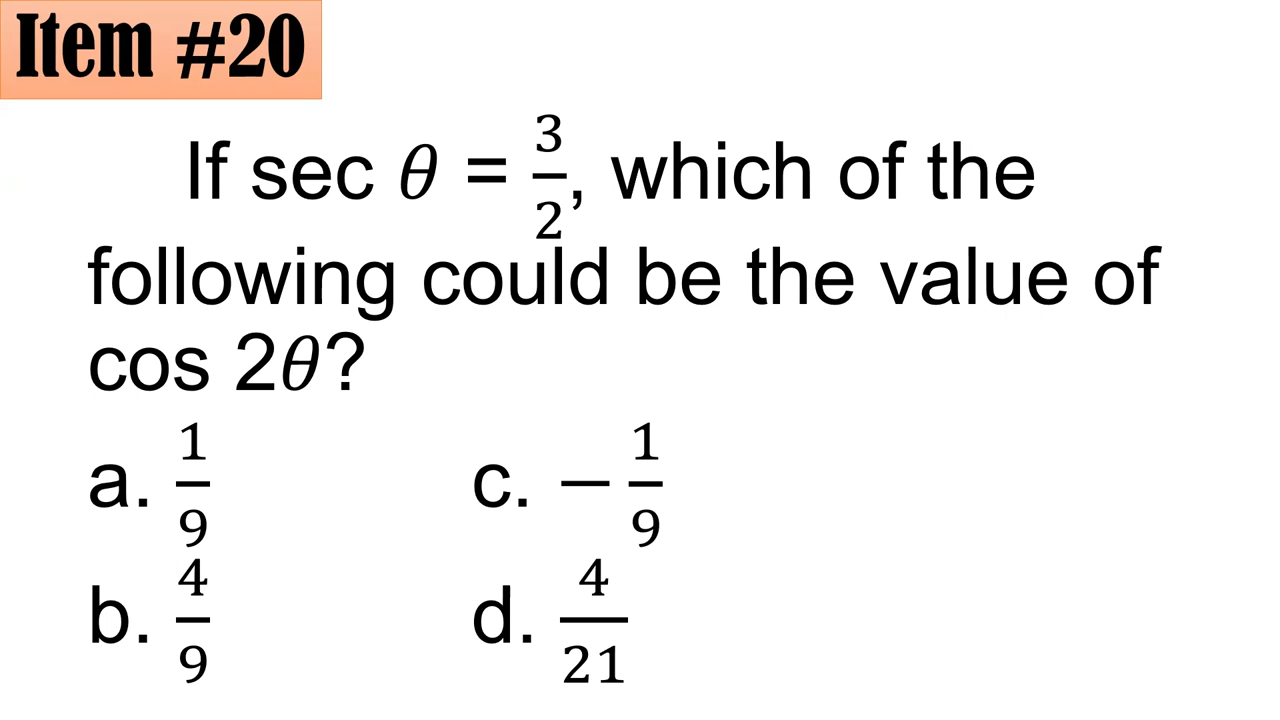 Item #20
If sec θ = 3/2, which of the
following could be the value of
cos 2θ?
a. 1/9 c. − 1/9
b. 4/9 d. 4/21